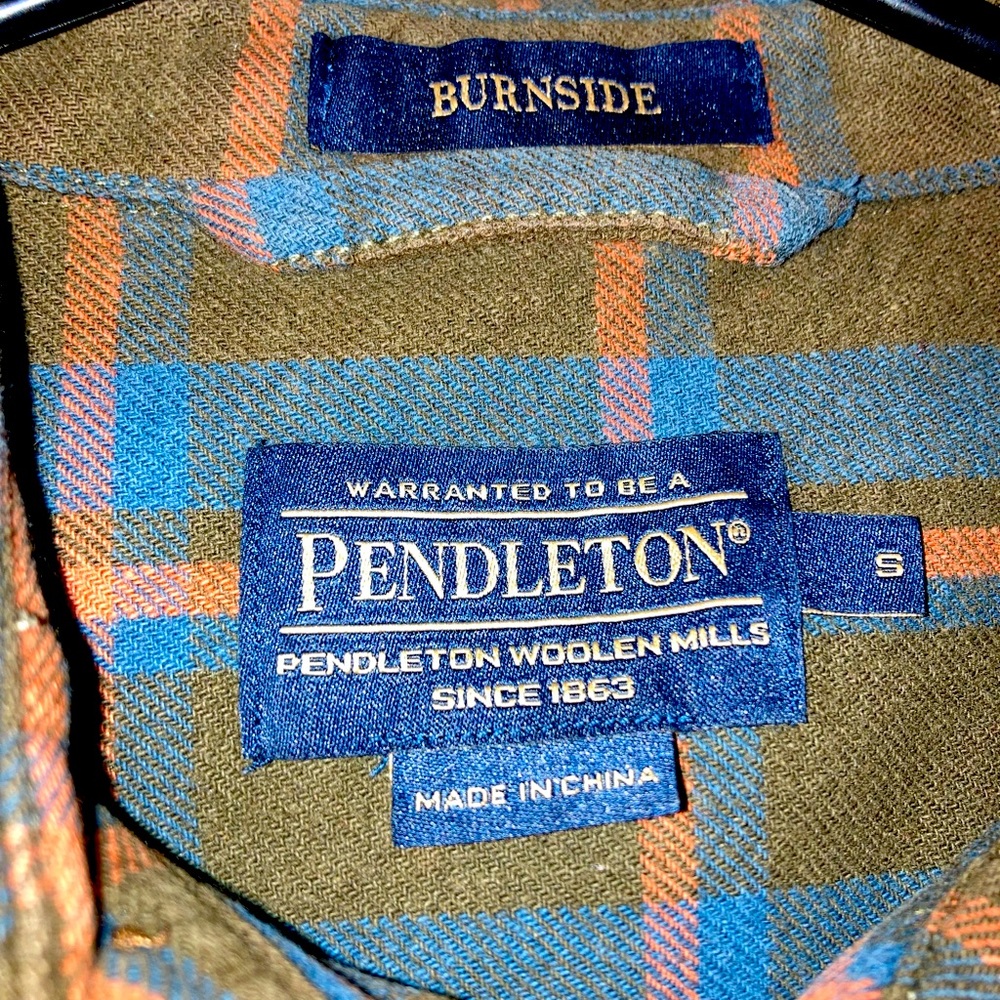 BURNSIDE
WARRANTED TO BE A
PENDLETON®
S
PENDLETON WOOLEN MILLS
SINCE 1863
MADE IN CHINA